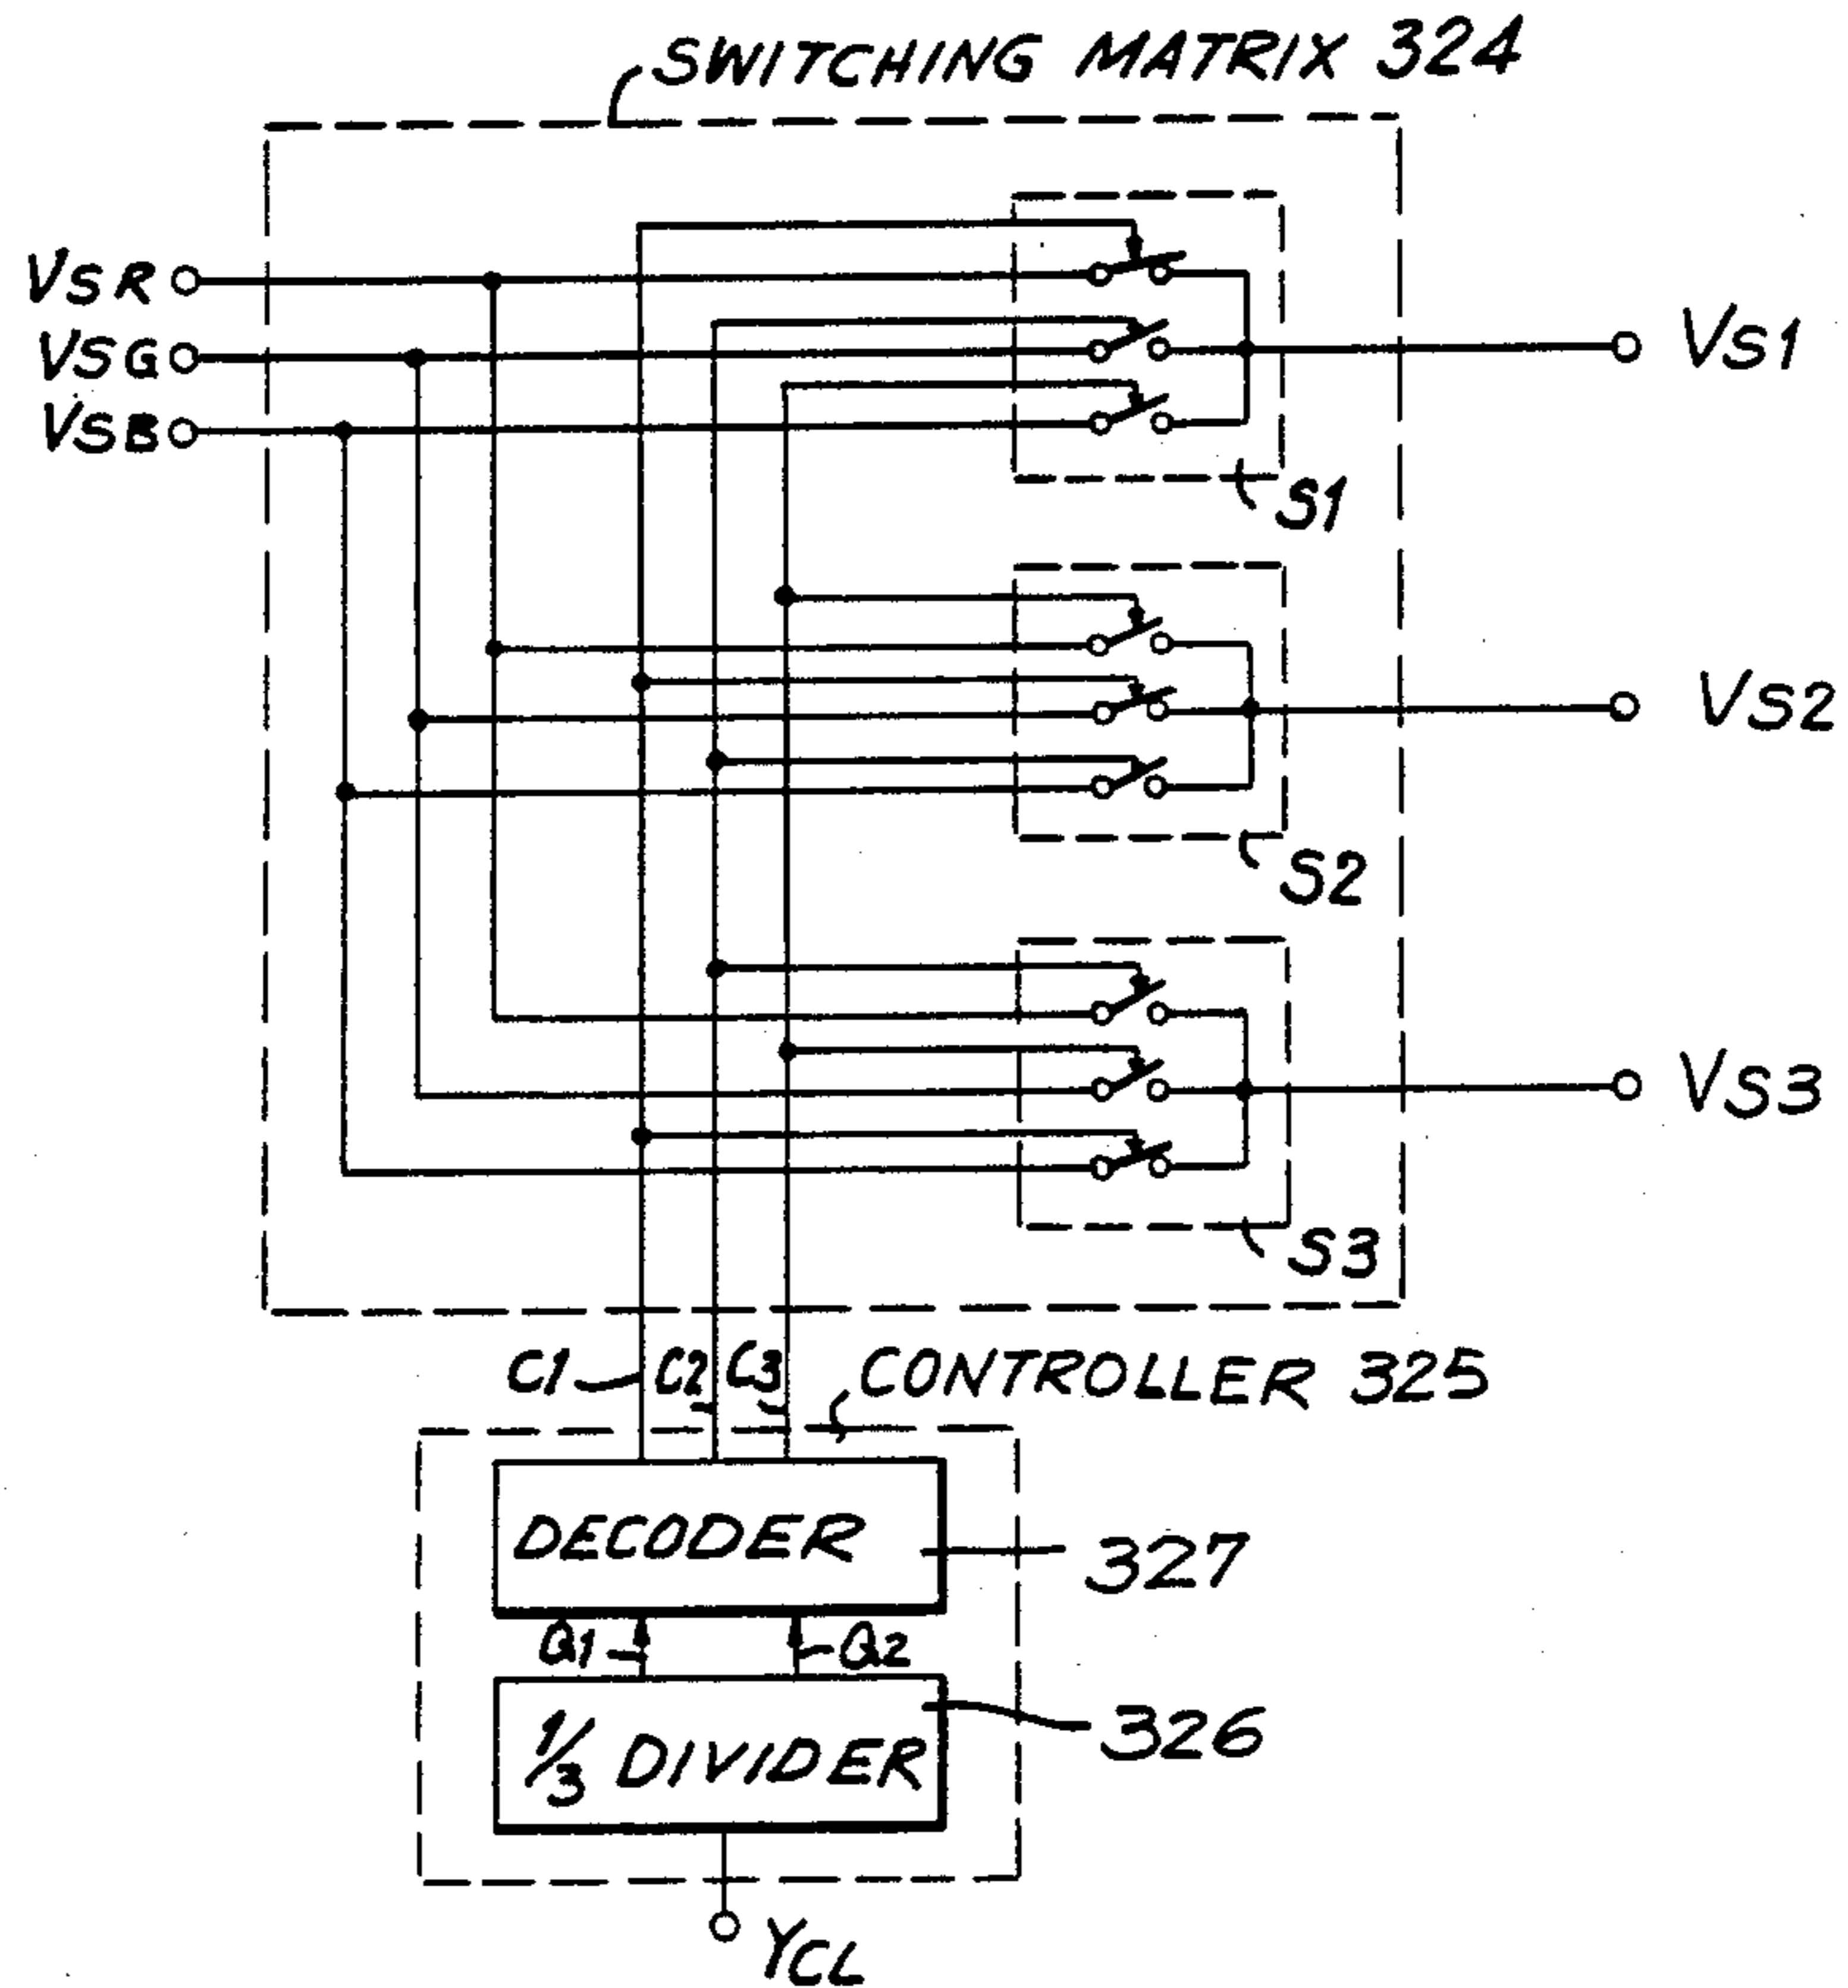 SWITCHING MATRIX 324
VSR
VSG
VSB
VS1
S1
VS2
S2
VS3
S3
C1 C2 C3 CONTROLLER 325
DECODER
327
Q1 Q2
1/3 DIVIDER
326
YCL